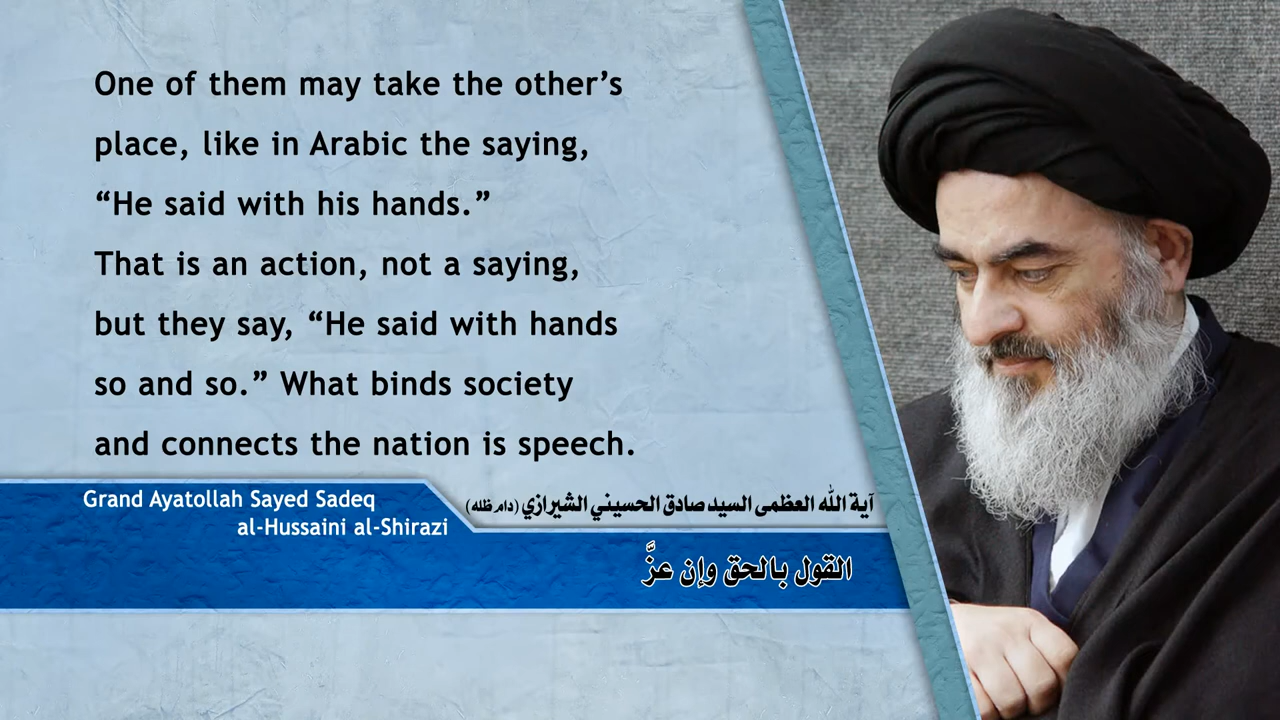 One of them may take the other’s
place, like in Arabic the saying,
“He said with his hands.”
That is an action, not a saying,
but they say, “He said with hands
so and so.” What binds society
and connects the nation is speech.
Grand Ayatollah Sayed Sadeq
al-Hussaini al-Shirazi
آية الله العظمى السيد صادق الحسيني الشيرازي (دام ظله)
القول بالحق وإن عزَّ